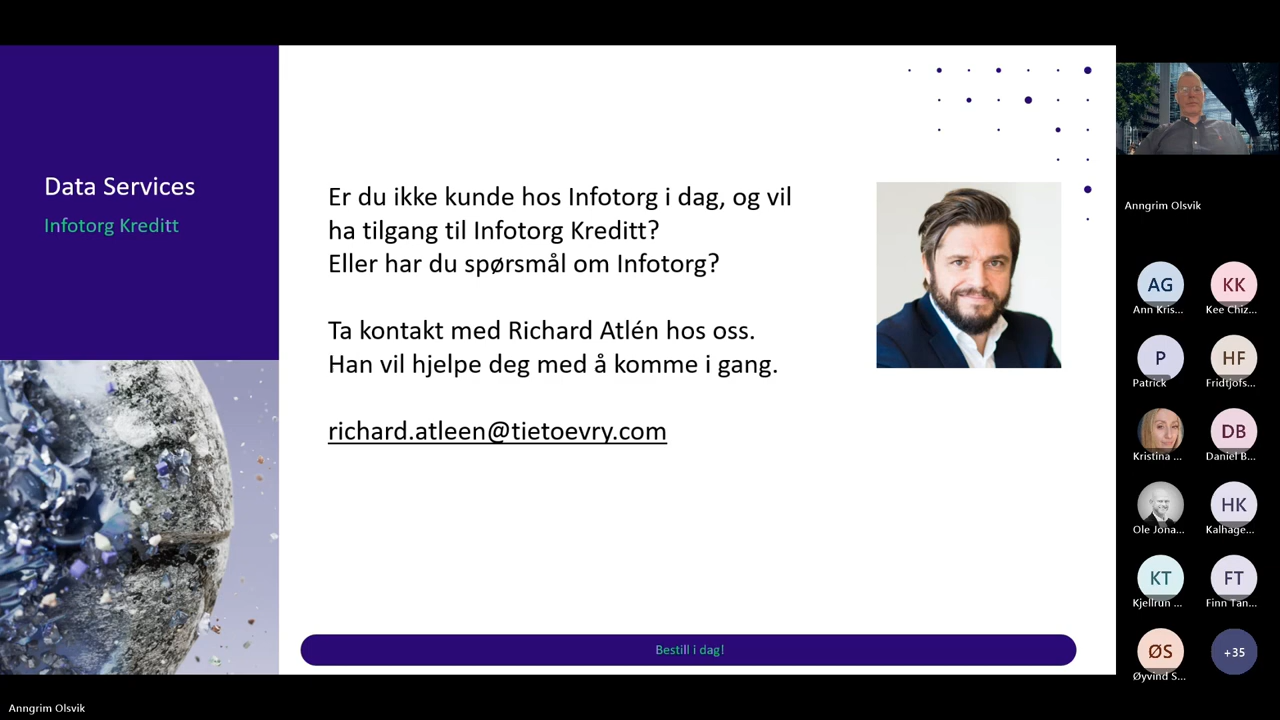 Data Services
Infotorg Kreditt
Er du ikke kunde hos Infotorg i dag, og vil
ha tilgang til Infotorg Kreditt?
Eller har du spørsmål om Infotorg?
Ta kontakt med Richard Atlén hos oss.
Han vil hjelpe deg med å komme i gang.
richard.atleen@tietoevry.com
Bestill i dag!
Anngrim Olsvik
AG
KK
Ann Kris...
Kee Chiz...
P
HF
Patrick
Fridtjofs...
DB
Kristina ...
Daniel B...
HK
Ole Jona...
Kalhage...
KT
FT
Kjellrun ...
Finn Tan...
ØS
+35
Øyvind S...
Anngrim Olsvik